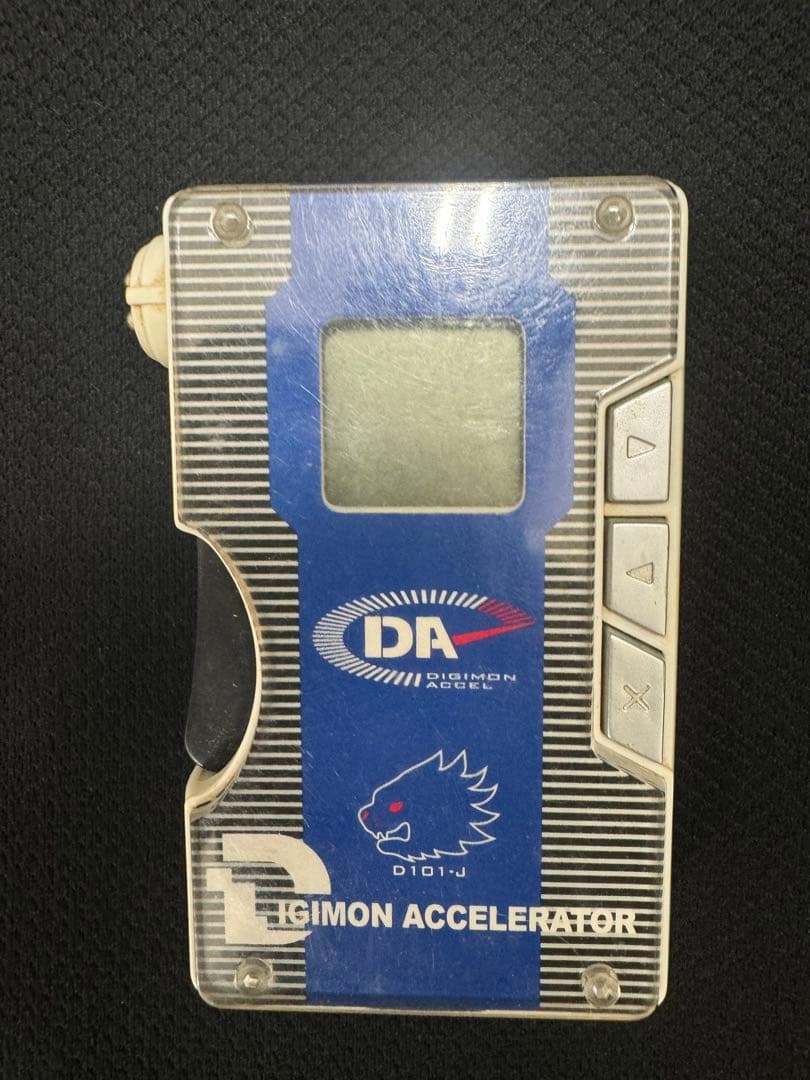 DA
DIGIMON
ACCEL
D101-J
DIGIMON ACCELERATOR